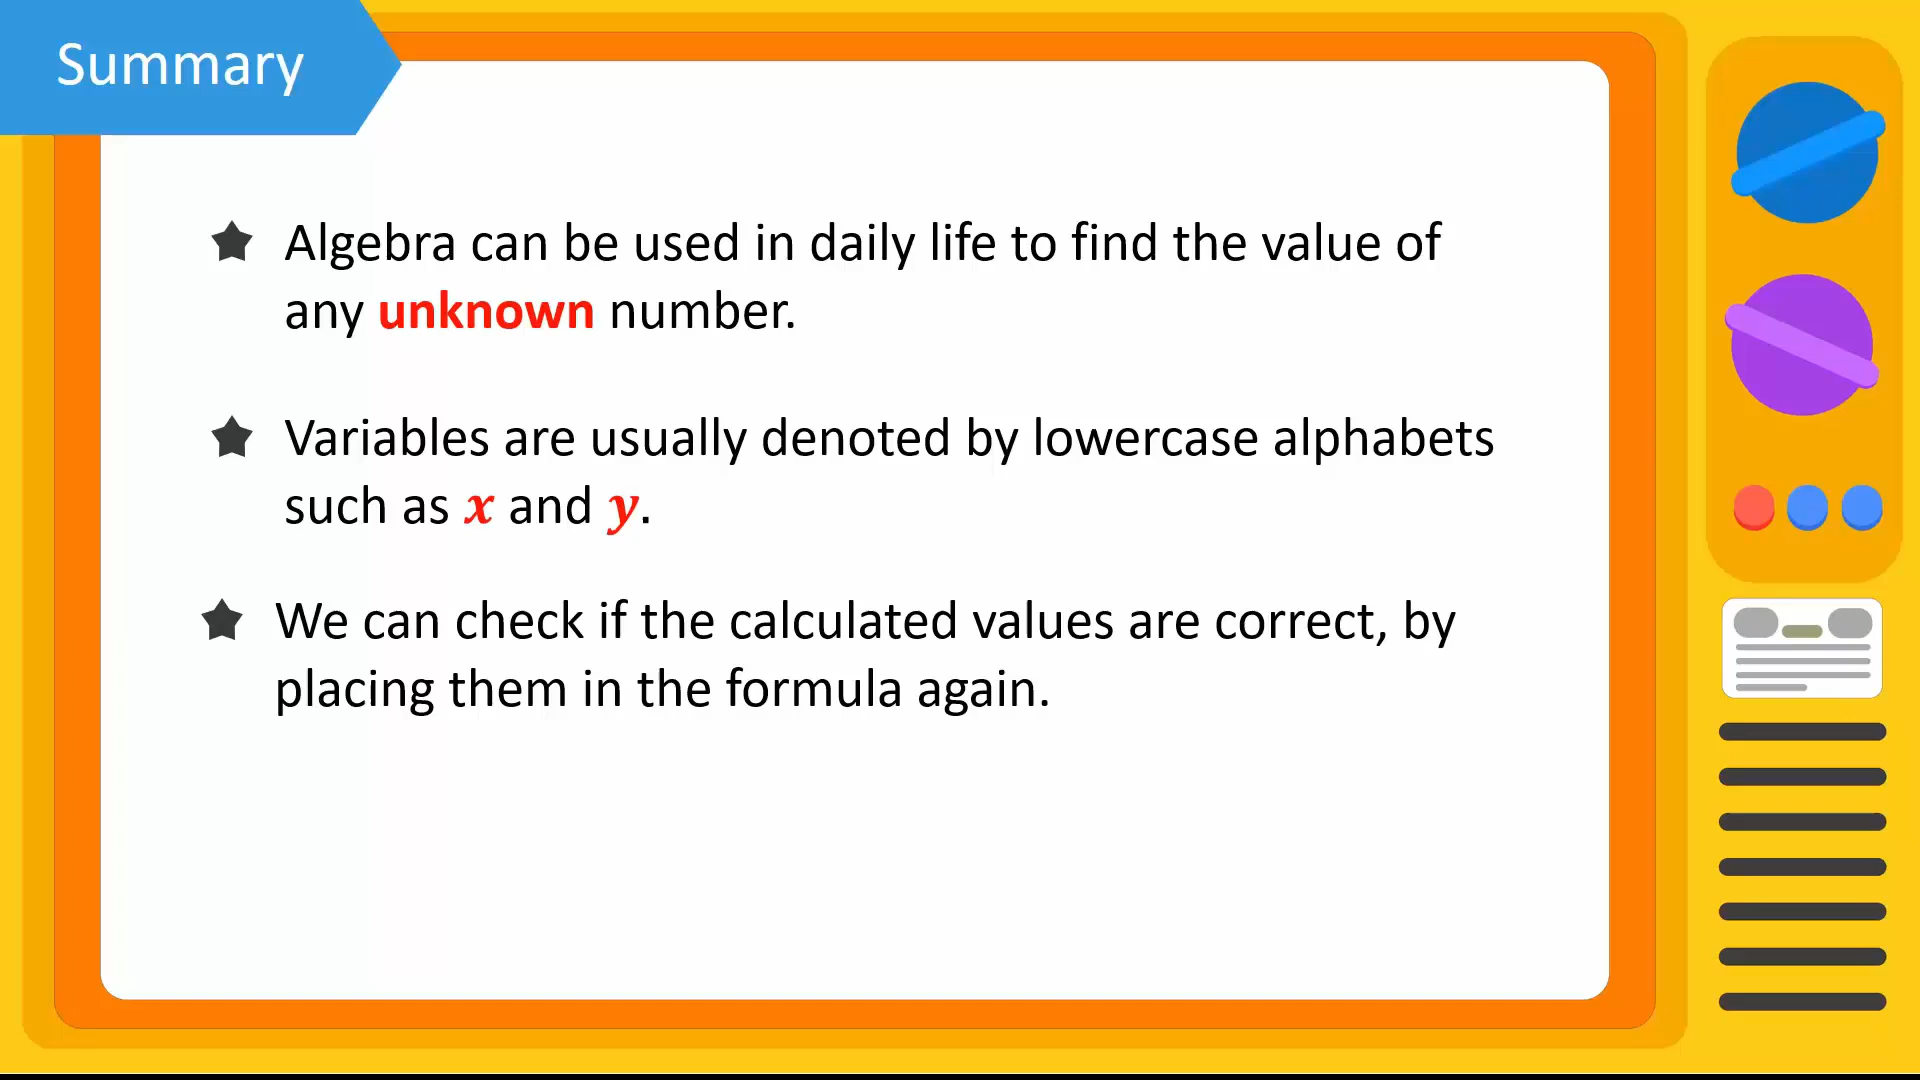 Summary
Algebra can be used in daily life to find the value of
any unknown number.
Variables are usually denoted by lowercase alphabets
such as x and y.
We can check if the calculated values are correct, by
placing them in the formula again.